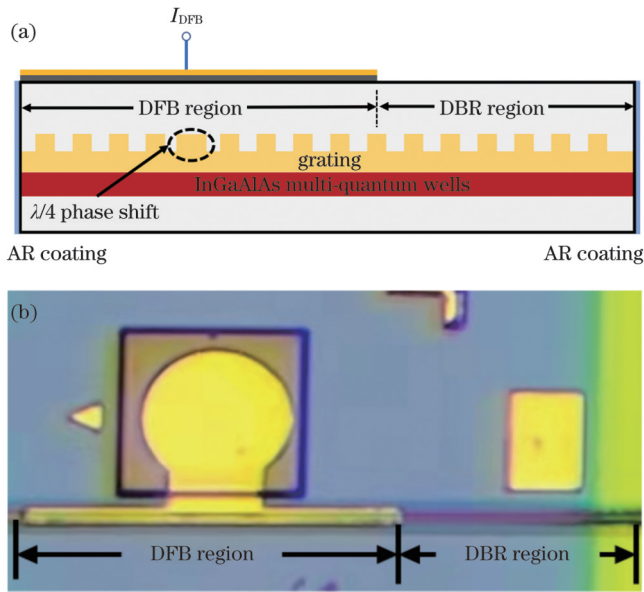 (a)
I_DFB
DFB region
DBR region
grating
InGaAlAs multi-quantum wells
λ/4 phase shift
AR coating
AR coating
(b)
DFB region
DBR region